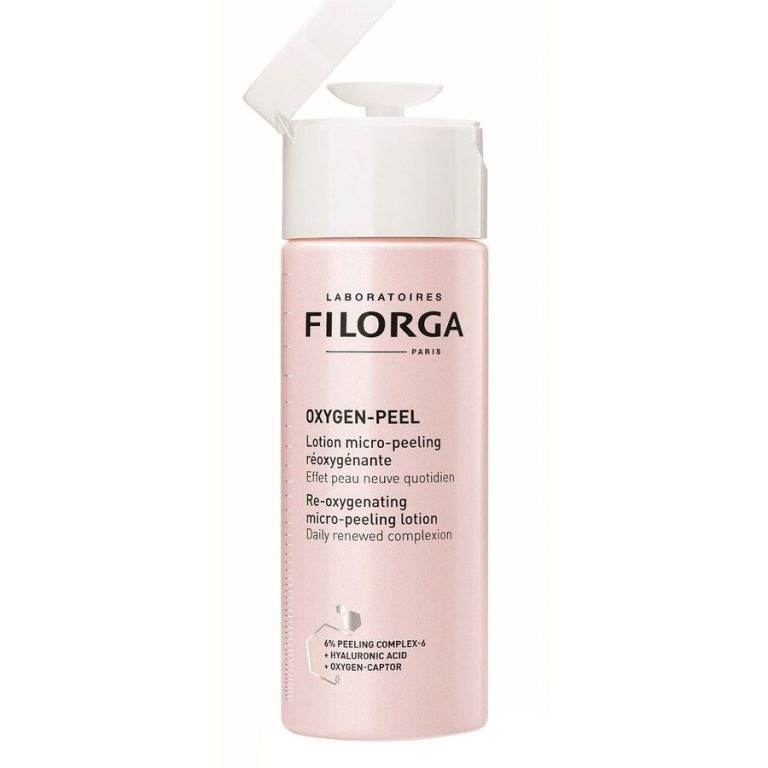 LABORATOIRES
FILORGA
PARIS
OXYGEN-PEEL
Lotion micro-peeling
réoxygénante
Effet peau neuve quotidien
Re-oxygenating
micro-peeling lotion
Daily renewed complexion
6% PEELING COMPLEX-6
+ HYALURONIC ACID
+ OXYGEN-CAPTOR